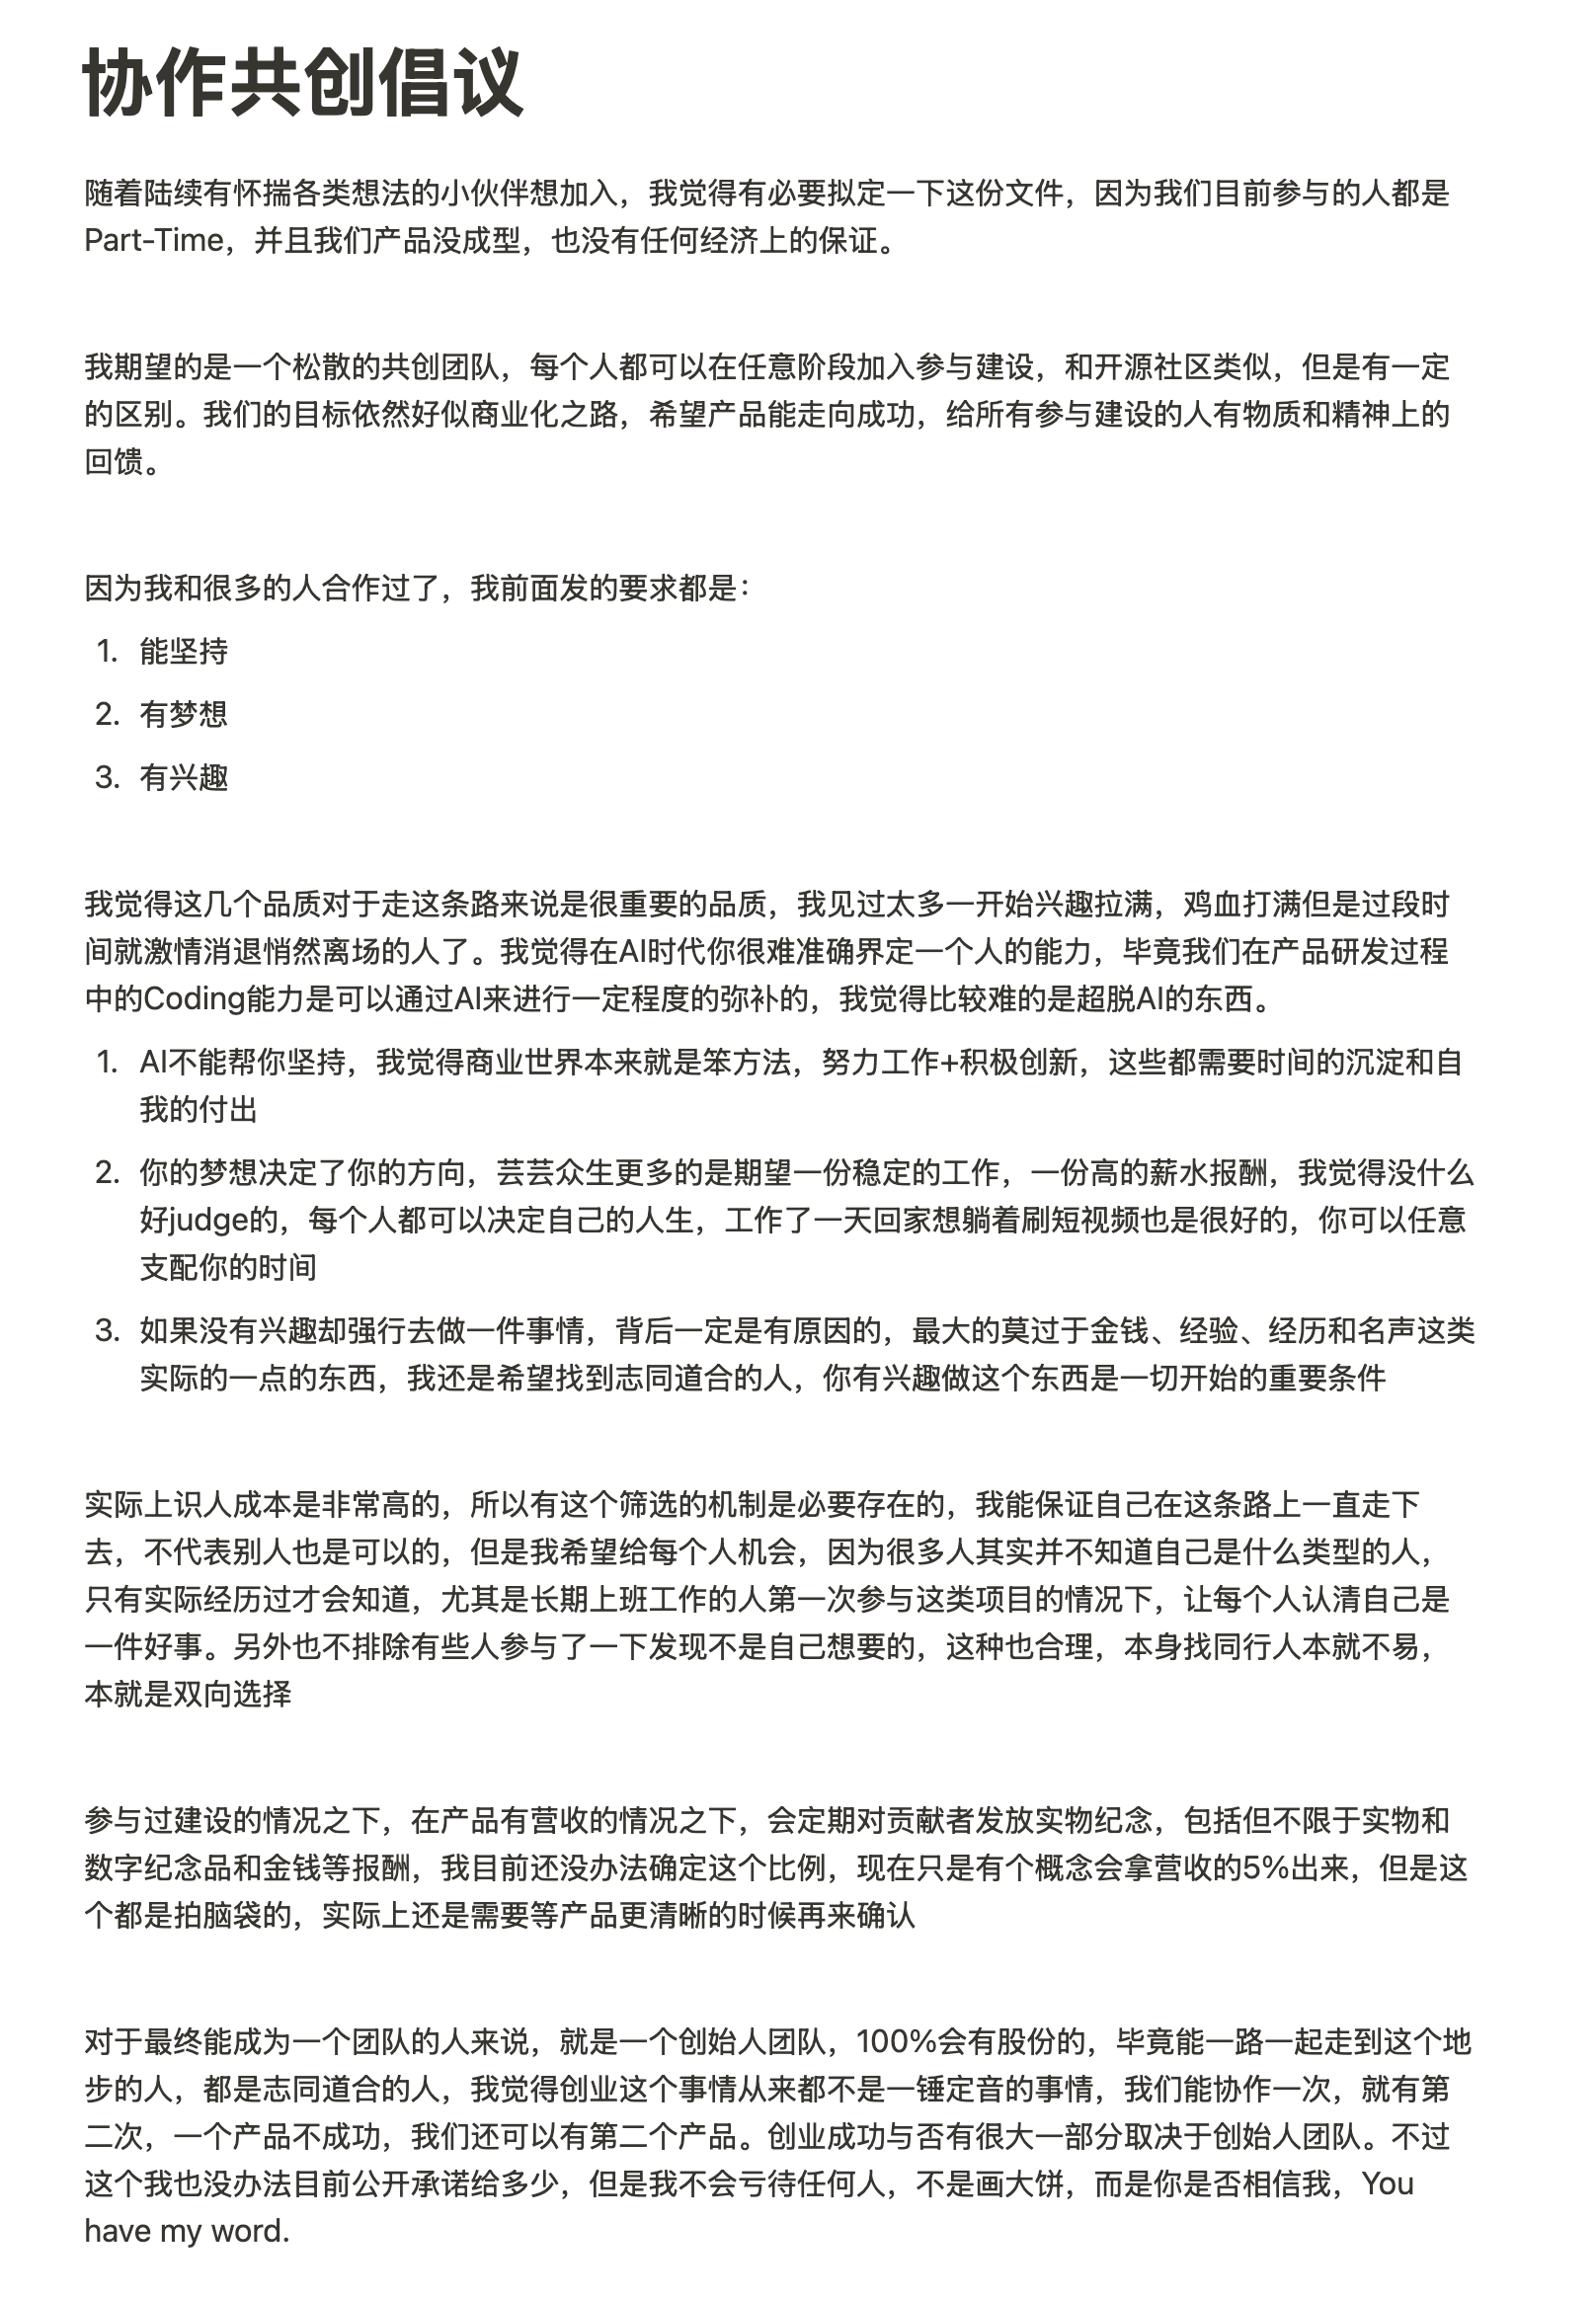 协作共创倡议
随着陆续有怀揣各类想法的小伙伴想加入，我觉得有必要拟定一下这份文件，因为我们目前参与的人都是
Part-Time，并且我们产品没成型，也没有任何经济上的保证。
我期望的是一个松散的共创团队，每个人都可以在任意阶段加入参与建设，和开源社区类似，但是有一定
的区别。我们的目标依然好似商业化之路，希望产品能走向成功，给所有参与建设的人有物质和精神上的
回馈。
因为我和很多的人合作过了，我前面发的要求都是：
1. 能坚持
2. 有梦想
3. 有兴趣
我觉得这几个品质对于走这条路来说是很重要的品质，我见过太多一开始兴趣拉满，鸡血打满但是过段时
间就激情消退悄然离场的人了。我觉得在AI时代你很难准确界定一个人的能力，毕竟我们在产品研发过程
中的Coding能力是可以通过AI来进行一定程度的弥补的，我觉得比较难的是超脱AI的东西。
1. AI不能帮你坚持，我觉得商业世界本来就是笨方法，努力工作+积极创新，这些都需要时间的沉淀和自
我的付出
2. 你的梦想决定了你的方向，芸芸众生更多的是期望一份稳定的工作，一份高的薪水报酬，我觉得没什么
好judge的，每个人都可以决定自己的人生，工作了一天回家想躺着刷短视频也是很好的，你可以任意
支配你的时间
3. 如果没有兴趣却强行去做一件事情，背后一定是有原因的，最大的莫过于金钱、经验、经历和名声这类
实际的一点的东西，我还是希望找到志同道合的人，你有兴趣做这个东西是一切开始的重要条件
实际上识人成本是非常高的，所以有这个筛选的机制是必要存在的，我能保证自己在这条路上一直走下
去，不代表别人也是可以的，但是我希望给每个人机会，因为很多人其实并不知道自己是什么类型的人，
只有实际经历过才会知道，尤其是长期上班工作的人第一次参与这类项目的情况下，让每个人认清自己是
一件好事。另外也不排除有些人参与了一下发现不是自己想要的，这种也合理，本身找同行人本就不易，
本就是双向选择
参与过建设的情况之下，在产品有营收的情况之下，会定期对贡献者发放实物纪念，包括但不限于实物和
数字纪念品和金钱等报酬，我目前还没办法确定这个比例，现在只是有个概念会拿营收的5%出来，但是这
个都是拍脑袋的，实际上还是需要等产品更清晰的时候再来确认
对于最终能成为一个团队的人来说，就是一个创始人团队，100%会有股份的，毕竟能一路一起走到这个地
步的人，都是志同道合的人，我觉得创业这个事情从来都不是一锤定音的事情，我们能协作一次，就有第
二次，一个产品不成功，我们还可以有第二个产品。创业成功与否有很大一部分取决于创始人团队。不过
这个我也没办法目前公开承诺给多少，但是我不会亏待任何人，不是画大饼，而是你是否相信我，You
have my word.